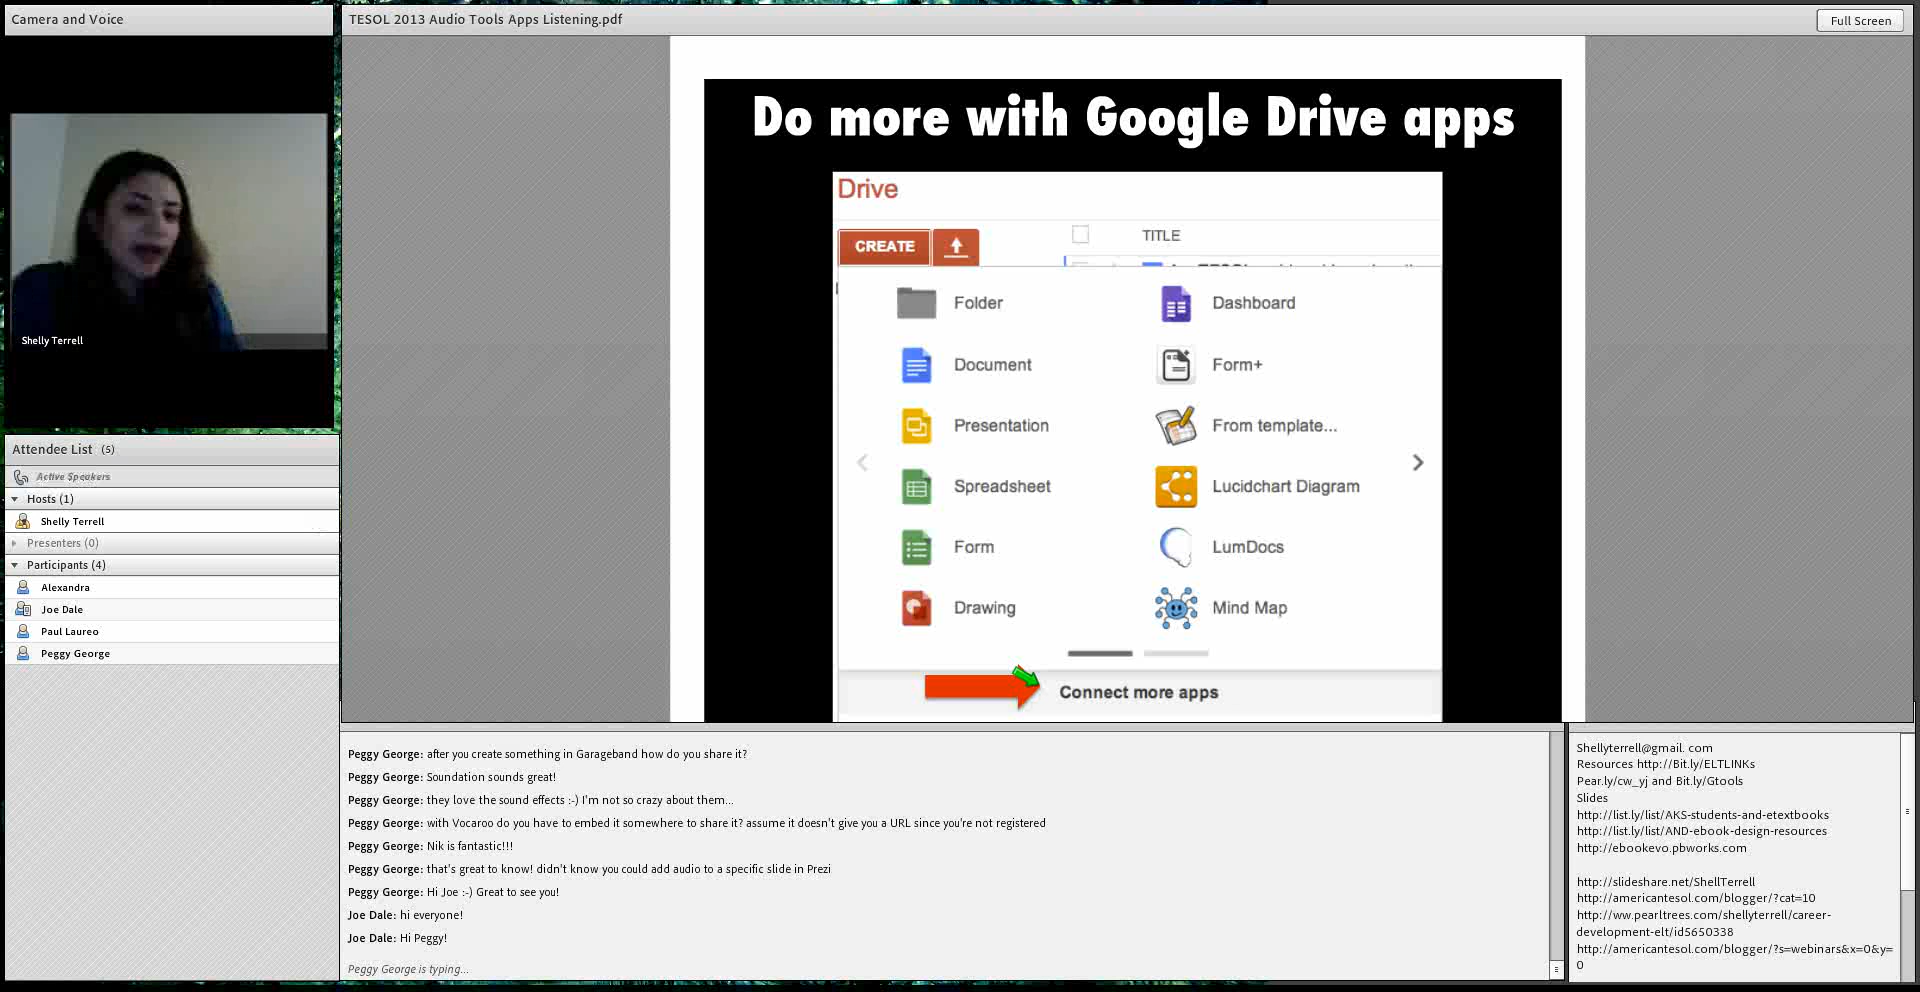 Camera and Voice
Shelly Terrell
Attendee List (5)
Active Speakers
Hosts (1)
Shelly Terrell
Presenters (0)
Participants (4)
Alexandra
Joe Dale
Paul Laureo
Peggy George
TESOL 2013 Audio Tools Apps Listening.pdf
Full Screen
Do more with Google Drive apps
Drive
CREATE
TITLE
Folder
Dashboard
Document
Form+
Presentation
From template...
Spreadsheet
Lucidchart Diagram
Form
LumDocs
Drawing
Mind Map
Connect more apps
Peggy George: after you create something in Garageband how do you share it?
Peggy George: Soundation sounds great!
Peggy George: they love the sound effects :-) I'm not so crazy about them...
Peggy George: with Vocaroo do you have to embed it somewhere to share it? assume it doesn't give you a URL since you're not registered
Peggy George: Nik is fantastic!!!
Peggy George: that's great to know! didn't know you could add audio to a specific slide in Prezi
Peggy George: Hi Joe :-) Great to see you!
Joe Dale: hi everyone!
Joe Dale: Hi Peggy!
Peggy George is typing...
Shellyterrell@gmail. com
Resources http://Bit.ly/ELTLINKs
Pear.ly/cw_yj and Bit.ly/Gtools
Slides
http://list.ly/list/AKS-students-and-etextbooks
http://list.ly/list/AND-ebook-design-resources
http://ebookevo.pbworks.com
http://slideshare.net/ShellTerrell
http://americantesol.com/blogger/?cat=10
http://ww.pearltrees.com/shellyterrell/career-
development-elt/id5650338
http://americantesol.com/blogger/?s=webinars&x=0&y=
0